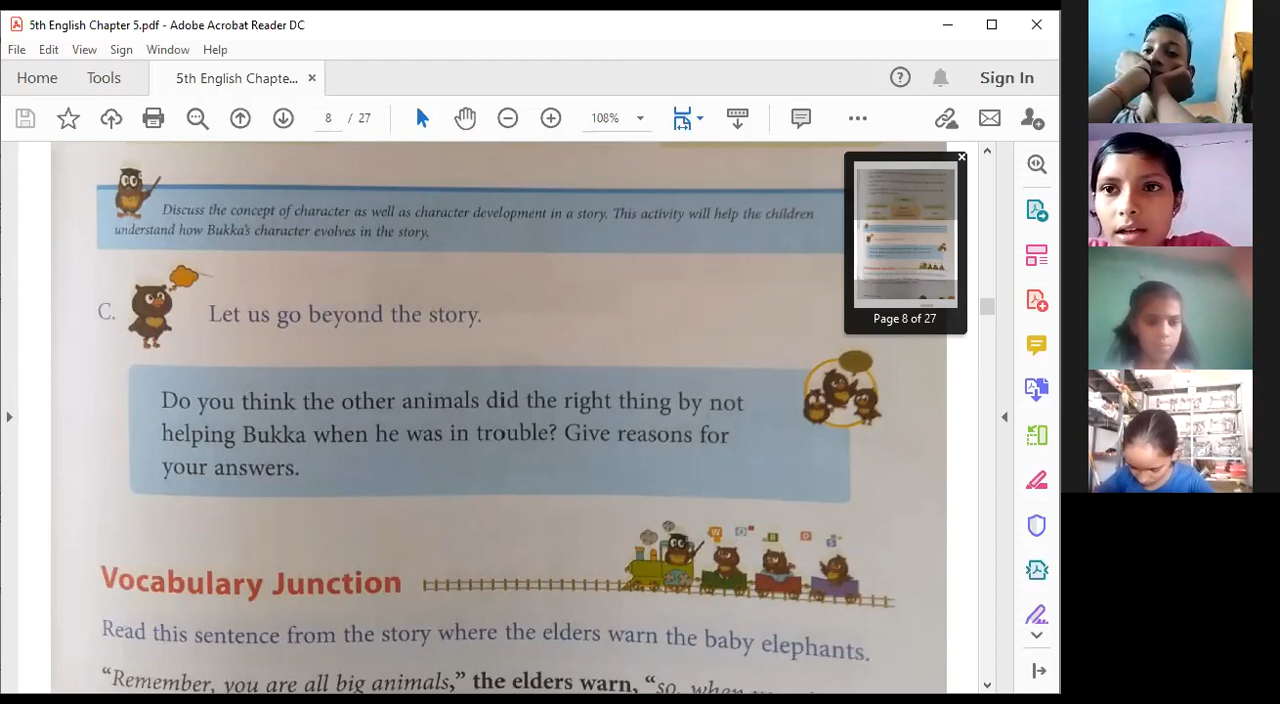 5th English Chapter 5.pdf - Adobe Acrobat Reader DC
File Edit View Sign Window Help
Home Tools 5th English Chapte... ×
Sign In
8 / 27 108%
Discuss the concept of character as well as character development in a story. This activity will help the children
understand how Bukka's character evolves in the story.
C. Let us go beyond the story.
Page 8 of 27
Do you think the other animals did the right thing by not
helping Bukka when he was in trouble? Give reasons for
your answers.
W O R D S
Vocabulary Junction
Read this sentence from the story where the elders warn the baby elephants.
"Remember, you are all big animals," the elders warn, "so, when